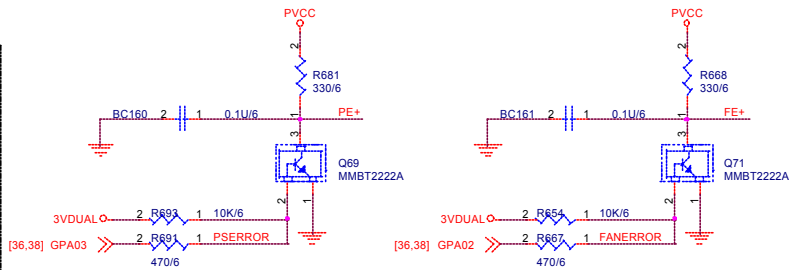 PVCC
2
R681
330/6
1
BC160 2 1 0.1U/6 PE+
3
Q69
MMBT2222A
2 1
3VDUAL 2 R693 1 10K/6
[36,38] GPA03 2 R691 1 PSERROR
470/6
PVCC
2
R668
330/6
1
BC161 2 1 0.1U/6 FE+
3
Q71
MMBT2222A
2 1
3VDUAL 2 R654 1 10K/6
[36,38] GPA02 2 R667 1 FANERROR
470/6